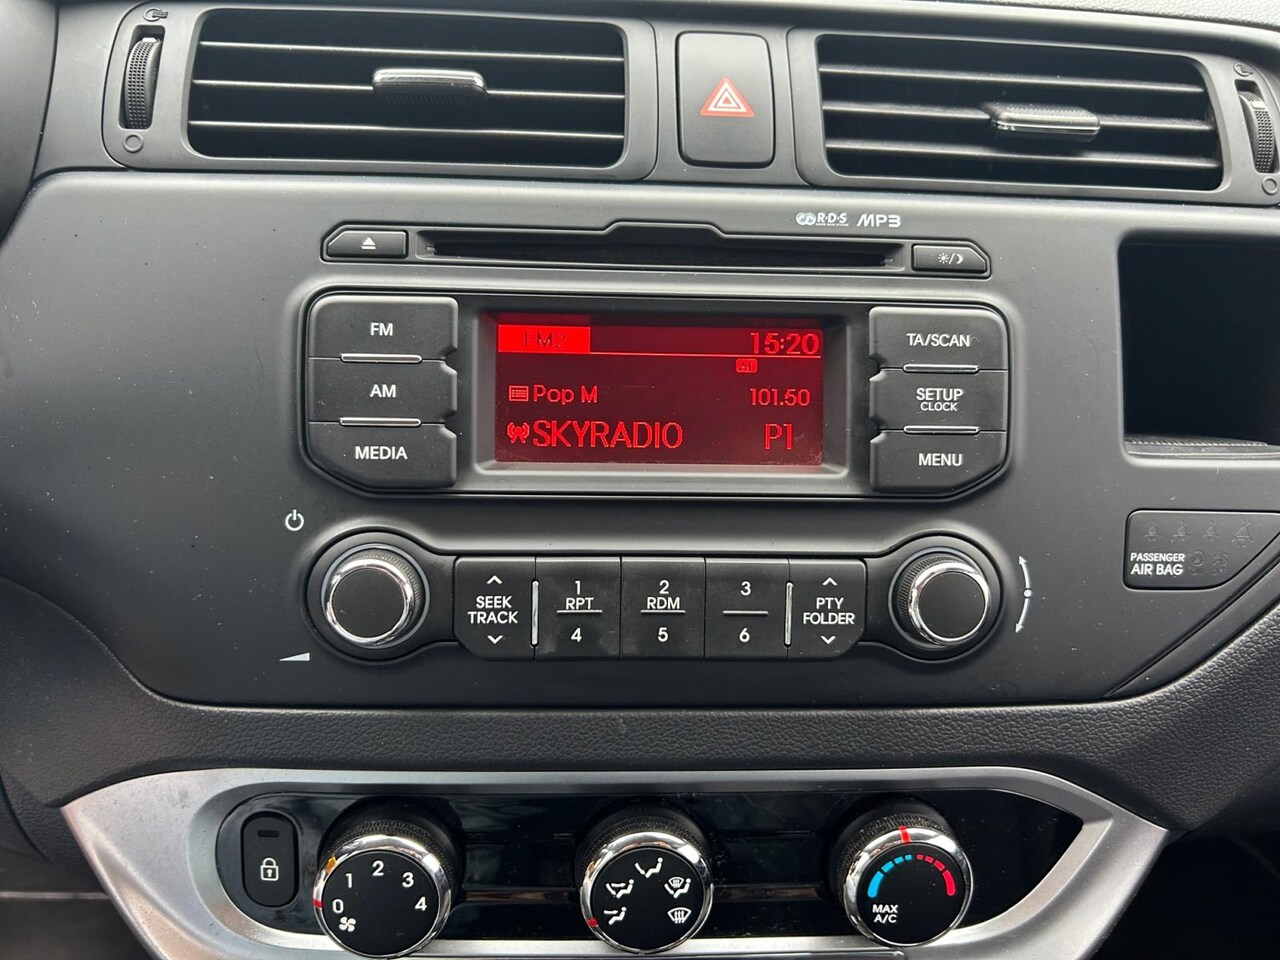 R·D·S MP3
FM
AM
MEDIA
FM2 15:20
Pop M 101.50
SKYRADIO P1
TA/SCAN
SETUP
CLOCK
MENU
PASSENGER
AIR BAG
SEEK
TRACK
1
RPT
4
2
RDM
5
3
6
PTY
FOLDER
0 1 2 3 4
MAX
A/C